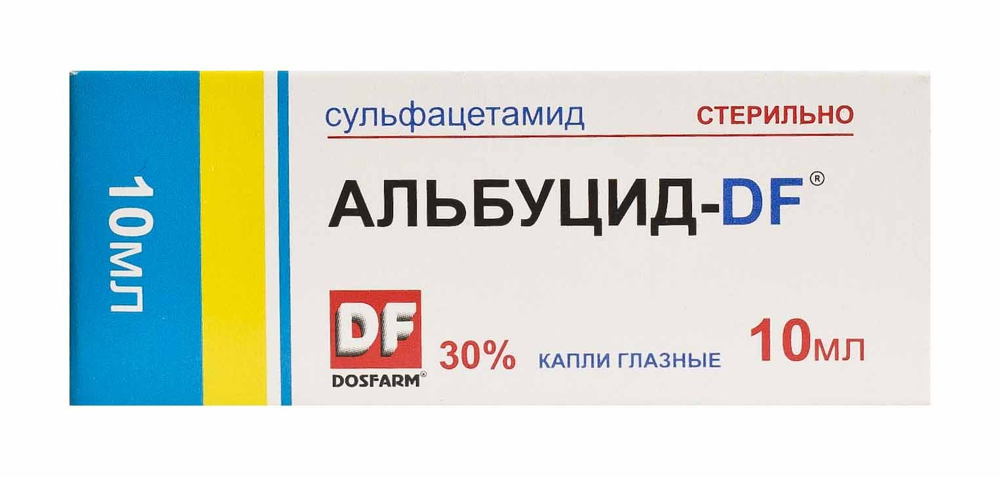 10мл
сульфацетамид СТЕРИЛЬНО
АЛЬБУЦИД-DF®
DF
DOSFARM®
30% КАПЛИ ГЛАЗНЫЕ 10мл